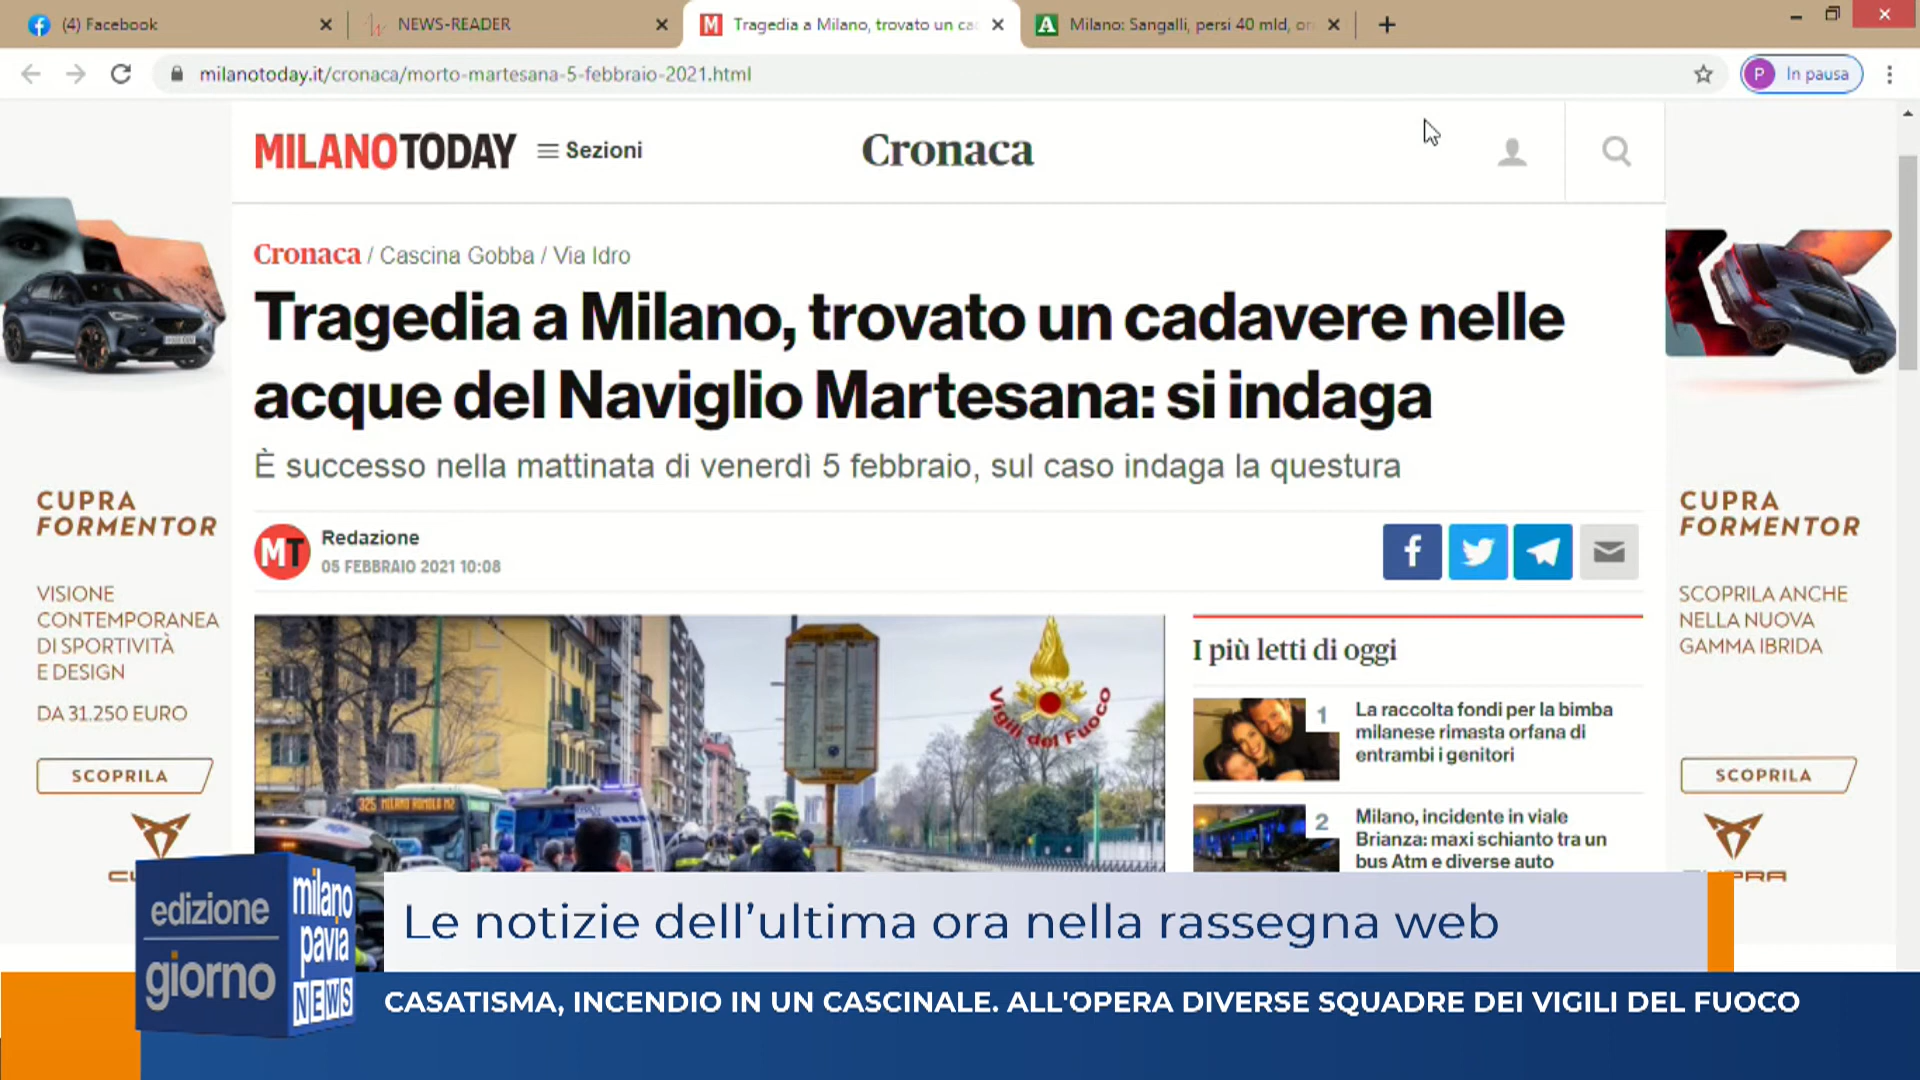 (4) Facebook
NEWS-READER
Tragedia a Milano, trovato un ca
Milano: Sangalli, persi 40 mld, or
milanotoday.it/cronaca/morto-martesana-5-febbraio-2021.html
P In pausa
MILANOTODAY
Sezioni
Cronaca
Cronaca / Cascina Gobba / Via Idro
Tragedia a Milano, trovato un cadavere nelle
acque del Naviglio Martesana: si indaga
È successo nella mattinata di venerdì 5 febbraio, sul caso indaga la questura
MT
Redazione
05 FEBBRAIO 2021 10:08
CUPRA
FORMENTOR
VISIONE
CONTEMPORANEA
DI SPORTIVITÀ
E DESIGN
DA 31.250 EURO
SCOPRILA
CUPRA
FORMENTOR
SCOPRILA ANCHE
NELLA NUOVA
GAMMA IBRIDA
SCOPRILA
Vigili del Fuoco
325 MILANO ROMOLO M2
I più letti di oggi
1
La raccolta fondi per la bimba
milanese rimasta orfana di
entrambi i genitori
2
Milano, incidente in viale
Brianza: maxi schianto tra un
bus Atm e diverse auto
edizione
giorno
milano
pavia
NEWS
Le notizie dell'ultima ora nella rassegna web
CASATISMA, INCENDIO IN UN CASCINALE. ALL'OPERA DIVERSE SQUADRE DEI VIGILI DEL FUOCO